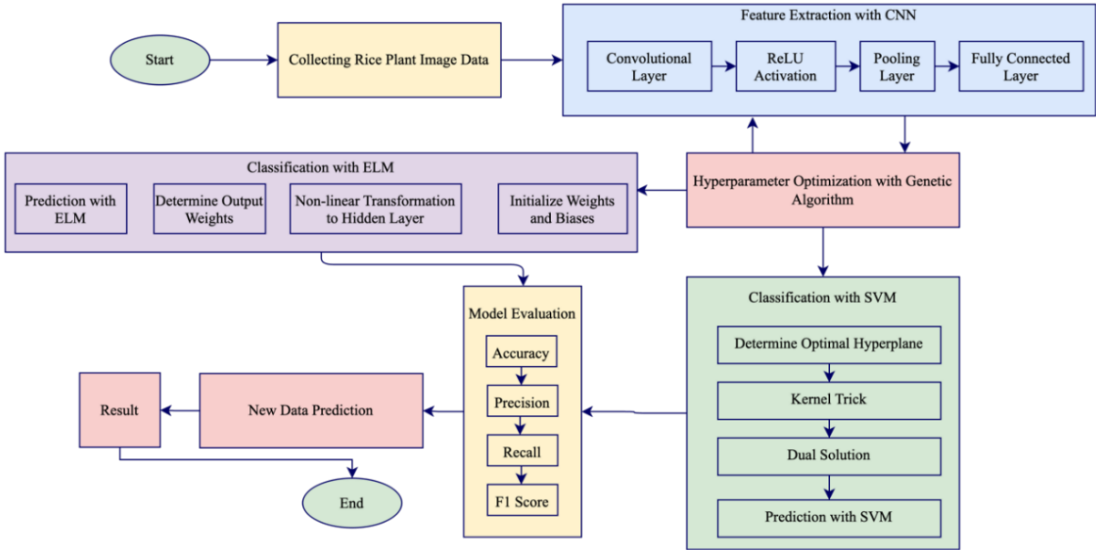 Start
Collecting Rice Plant Image Data
Feature Extraction with CNN
Convolutional
Layer
ReLU
Activation
Pooling
Layer
Fully Connected
Layer
Hyperparameter Optimization with Genetic
Algorithm
Classification with ELM
Prediction with
ELM
Determine Output
Weights
Non-linear Transformation
to Hidden Layer
Initialize Weights
and Biases
Classification with SVM
Determine Optimal Hyperplane
Kernel Trick
Dual Solution
Prediction with SVM
Model Evaluation
Accuracy
Precision
Recall
F1 Score
New Data Prediction
Result
End